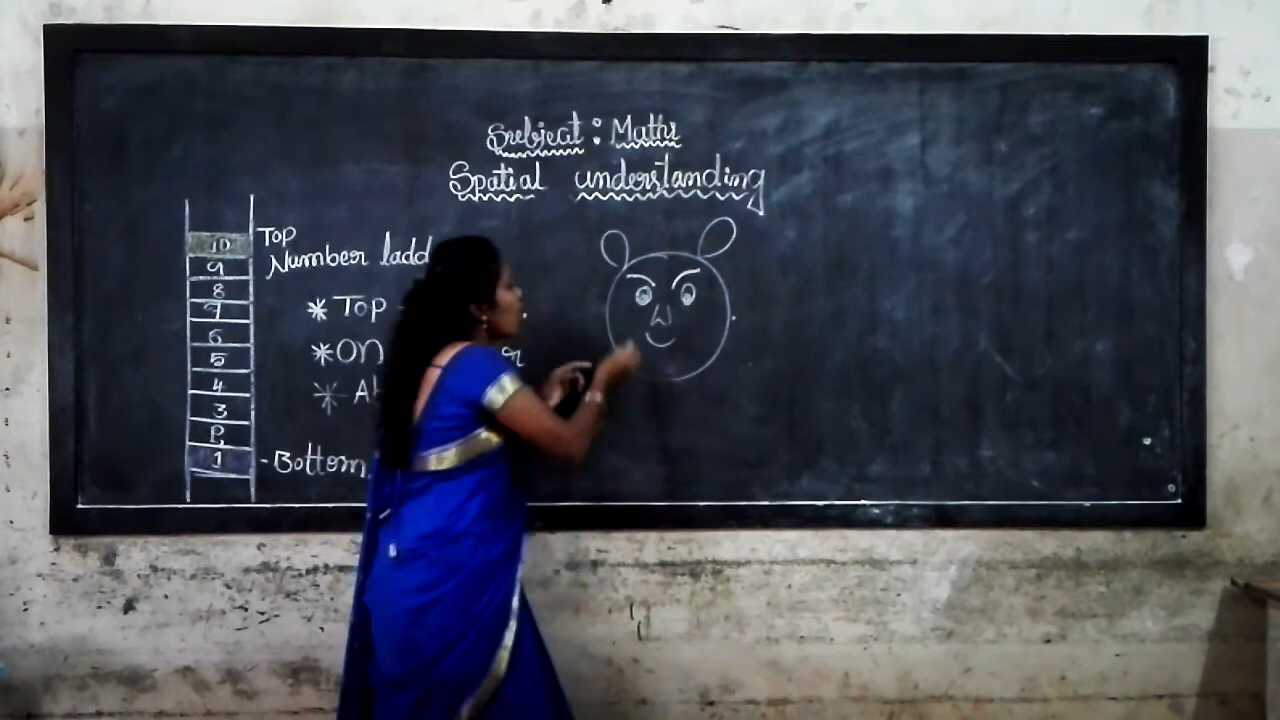 Subject : Maths
Spatial understanding
Top
Number ladd
10
9
8
7
6
5
4
3
2
1
* Top -
* On
* Ab
- Bottom